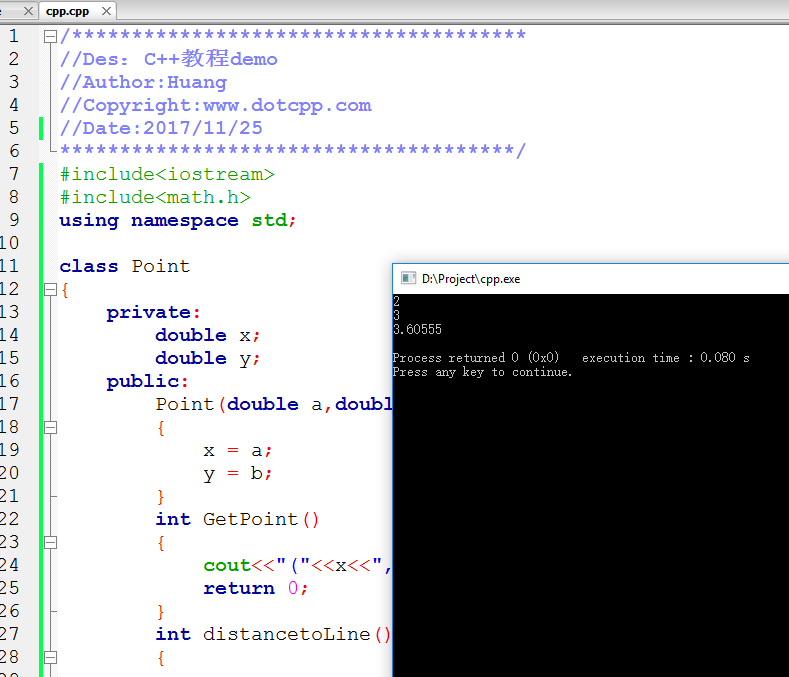 cpp.cpp
1 /**************************************
2 //Des: C++教程demo
3 //Author:Huang
4 //Copyright:www.dotcpp.com
5 //Date:2017/11/25
6 **************************************/
7 #include<iostream>
8 #include<math.h>
9 using namespace std;
10
11 class Point
12 {
13 private:
14 double x;
15 double y;
16 public:
17 Point(double a,doubl
18 {
19 x = a;
20 y = b;
21 }
22 int GetPoint()
23 {
24 cout<<"("<<x<<",
25 return 0;
26 }
27 int distancetoLine()
28 {
D:\Project\cpp.exe
2
3
3.60555
Process returned 0 (0x0) execution time : 0.080 s
Press any key to continue.